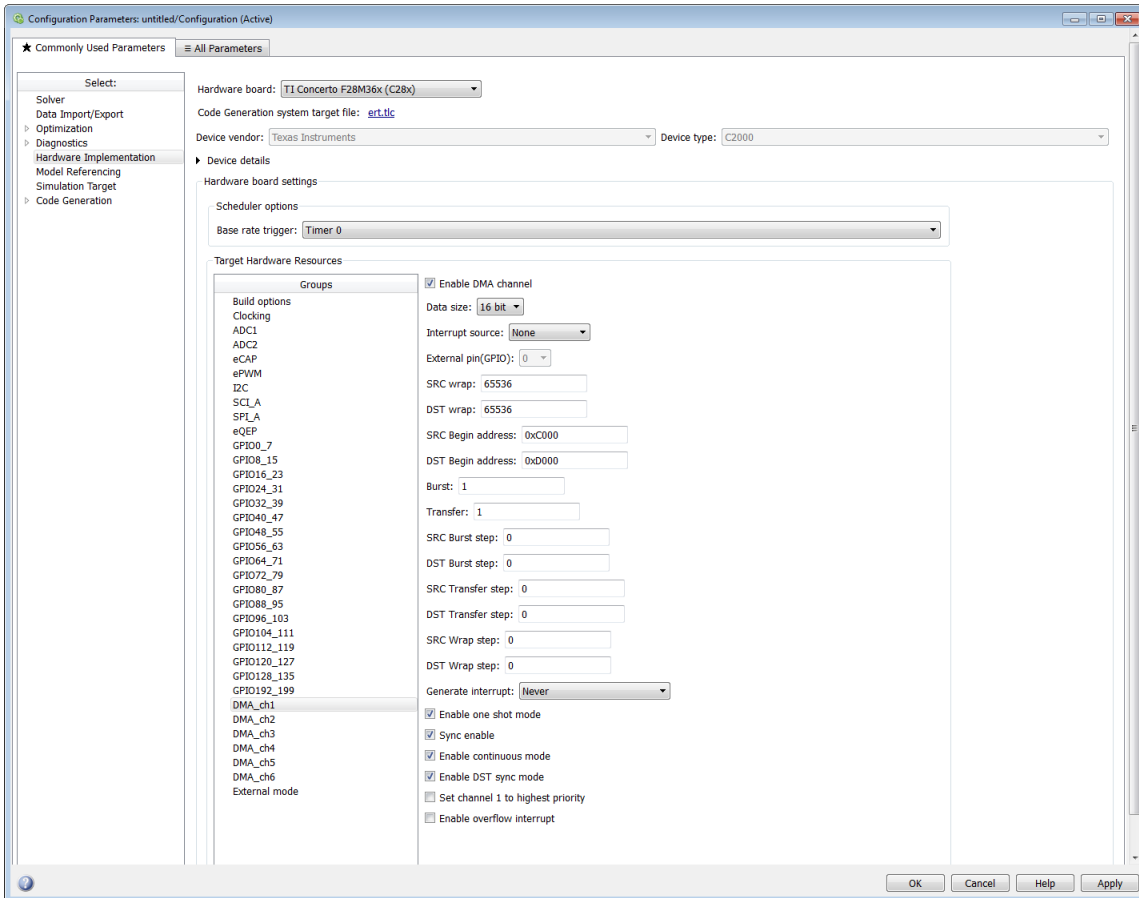 Configuration Parameters: untitled/Configuration (Active)
★ Commonly Used Parameters
≡ All Parameters
Select:
Solver
Data Import/Export
Optimization
Diagnostics
Hardware Implementation
Model Referencing
Simulation Target
Code Generation
Hardware board: TI Concerto F28M36x (C28x)
Code Generation system target file: ert.tlc
Device vendor: Texas Instruments Device type: C2000
Device details
Hardware board settings
Scheduler options
Base rate trigger: Timer 0
Target Hardware Resources
Groups
Build options
Clocking
ADC1
ADC2
eCAP
ePWM
I2C
SCI_A
SPI_A
eQEP
GPIO0_7
GPIO8_15
GPIO16_23
GPIO24_31
GPIO32_39
GPIO40_47
GPIO48_55
GPIO56_63
GPIO64_71
GPIO72_79
GPIO80_87
GPIO88_95
GPIO96_103
GPIO104_111
GPIO112_119
GPIO120_127
GPIO128_135
GPIO192_199
DMA_ch1
DMA_ch2
DMA_ch3
DMA_ch4
DMA_ch5
DMA_ch6
External mode
Enable DMA channel
Data size: 16 bit
Interrupt source: None
External pin(GPIO): 0
SRC wrap: 65536
DST wrap: 65536
SRC Begin address: 0xC000
DST Begin address: 0xD000
Burst: 1
Transfer: 1
SRC Burst step: 0
DST Burst step: 0
SRC Transfer step: 0
DST Transfer step: 0
SRC Wrap step: 0
DST Wrap step: 0
Generate interrupt: Never
Enable one shot mode
Sync enable
Enable continuous mode
Enable DST sync mode
Set channel 1 to highest priority
Enable overflow interrupt
OK Cancel Help Apply